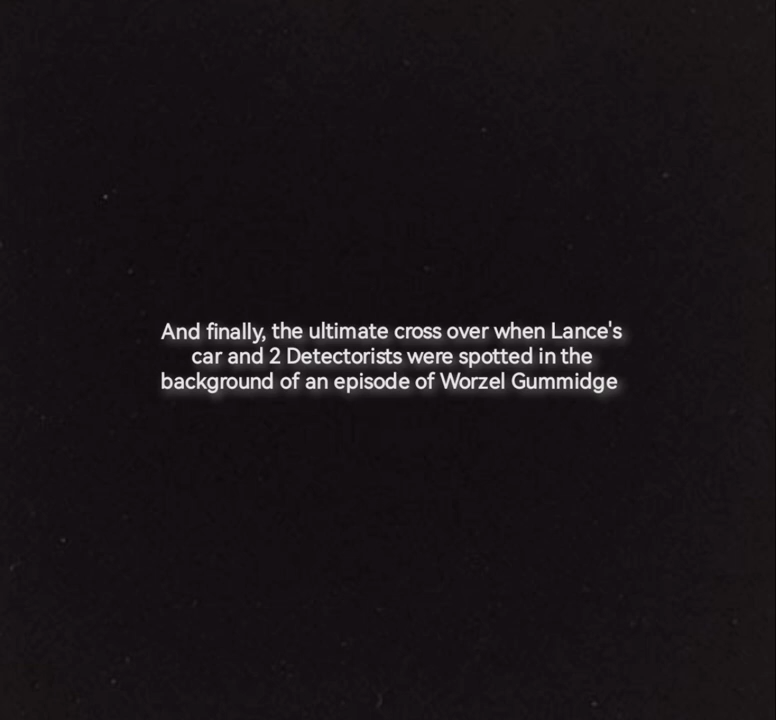 And finally, the ultimate cross over when Lance's
car and 2 Detectorists were spotted in the
background of an episode of Worzel Gummidge